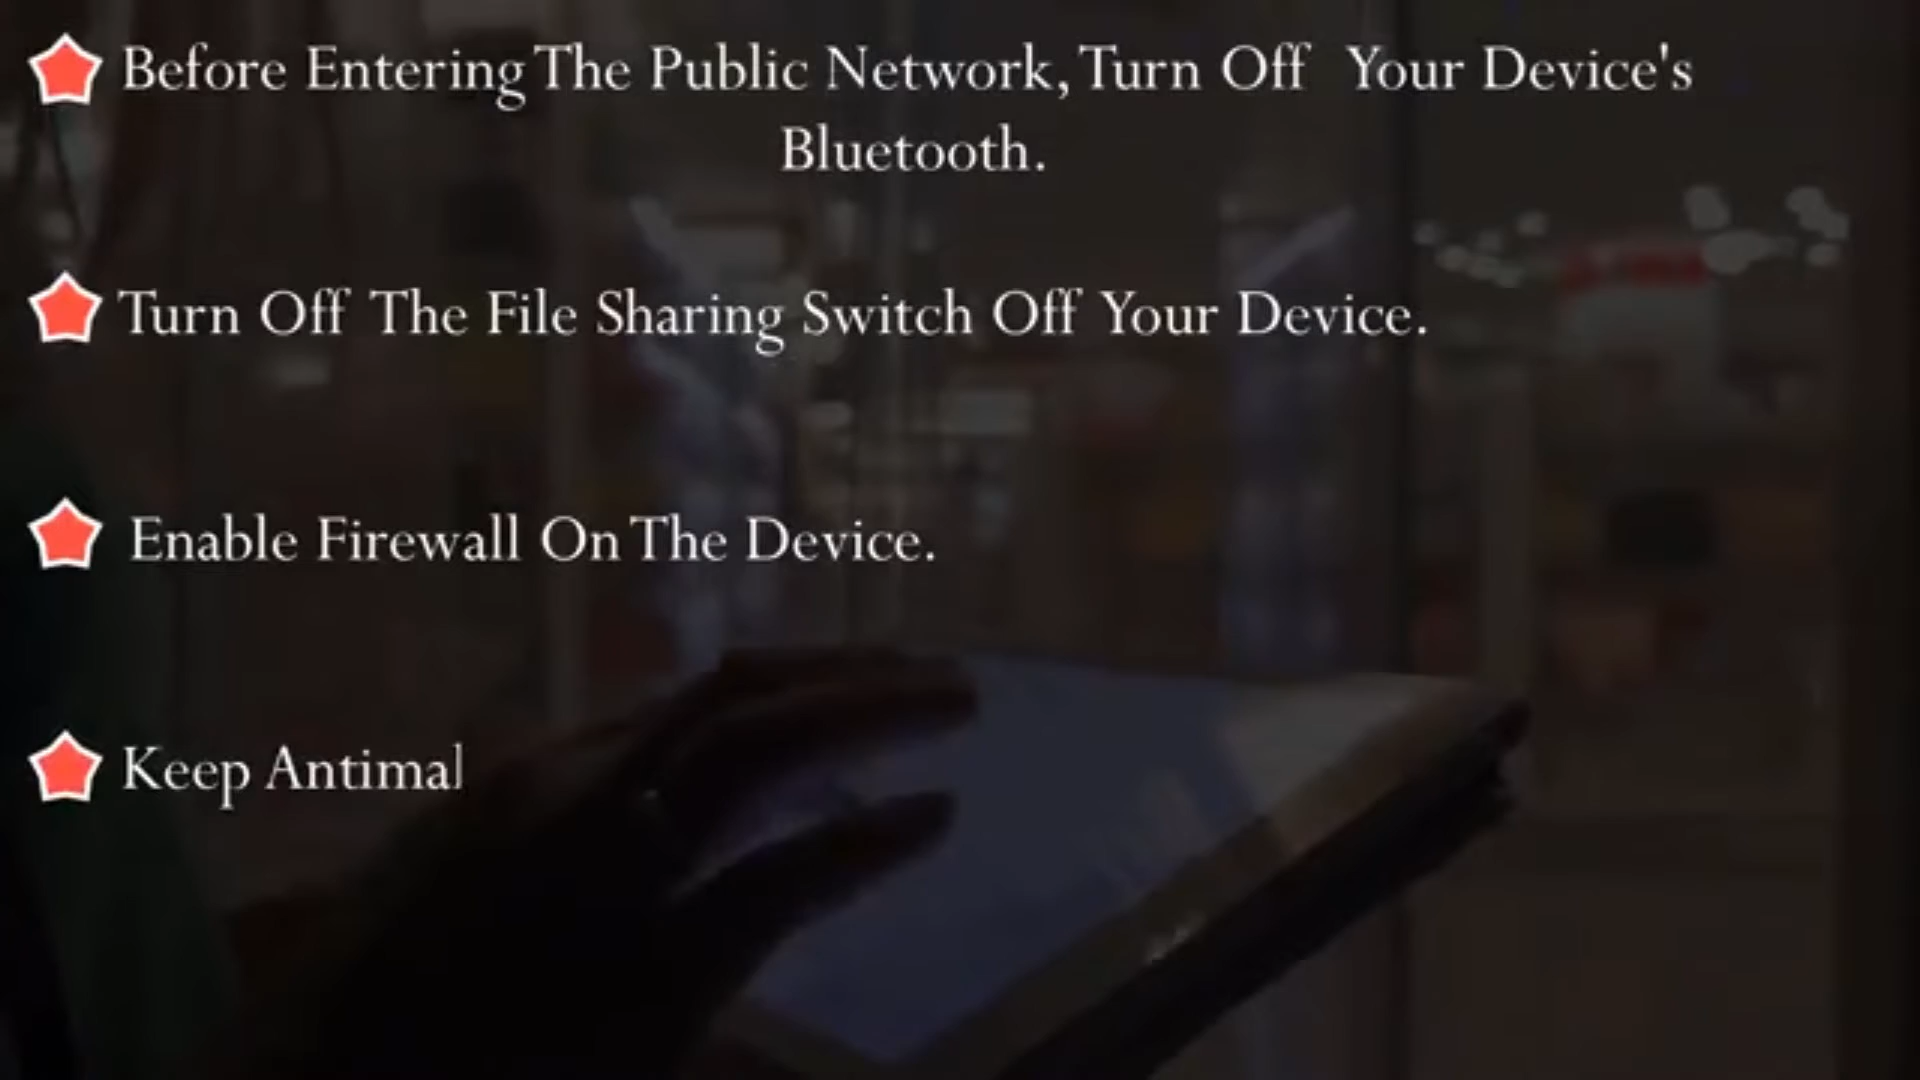 Before Entering The Public Network, Turn Off Your Device's
Bluetooth.
Turn Off The File Sharing Switch Off Your Device.
Enable Firewall On The Device.
Keep Antimal